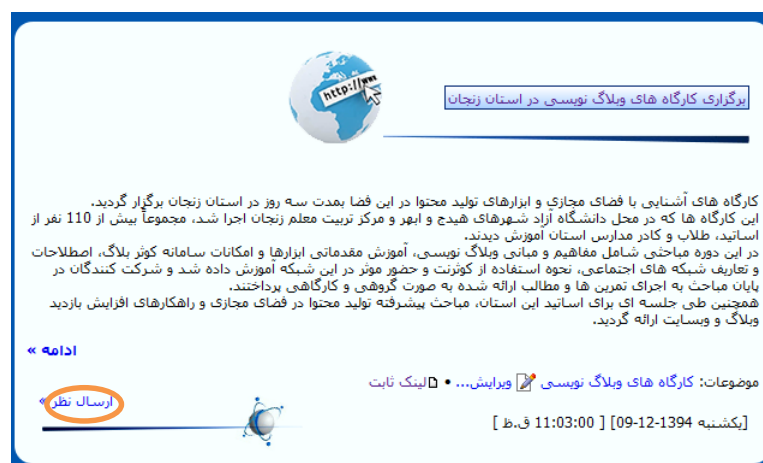 http://www
برگزاری کارگاه های وبلاگ نویسی در استان زنجان
کارگاه های آشنایی با فضای مجازی و ابزارهای تولید محتوا در این فضا بمدت سه روز در استان زنجان برگزار گردید.
این کارگاه ها که در محل دانشگاه آزاد شهرهای هیدج و ابهر و مرکز تربیت معلم زنجان اجرا شد، مجموعاً بیش از 110 نفر از
اساتید، طلاب و کادر مدارس استان آموزش دیدند.
در این دوره مباحثی شامل مفاهیم و مبانی وبلاگ نویسی، آموزش مقدماتی ابزارها و امکانات سامانه کوثر بلاگ، اصطلاحات
و تعاریف شبکه های اجتماعی، نحوه استفاده از کوثرنت و حضور موثر در این شبکه آموزش داده شد و شرکت کنندگان در
پایان مباحث به اجرای تمرین ها و مطالب ارائه شده به صورت گروهی و کارگاهی پرداختند.
همچنین طی جلسه ای برای اساتید این استان، مباحث پیشرفته تولید محتوا در فضای مجازی و راهکارهای افزایش بازدید
وبلاگ و وبسایت ارائه گردید.
ادامه »
موضوعات: کارگاه های وبلاگ نویسی ویرایش... • لینک ثابت
ارسال نظر »
[یکشنبه 1394-12-09] [ 11:03:00 ق.ظ ]